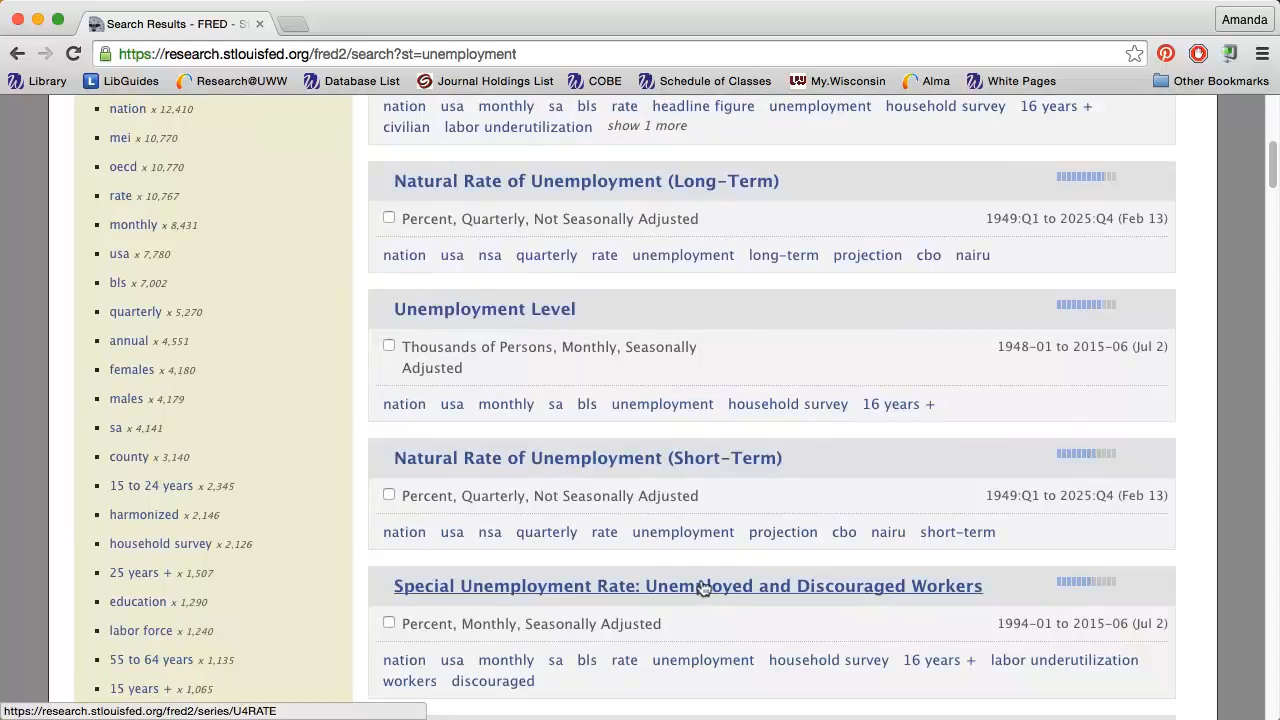 Search Results - FRED - S
Amanda
https://research.stlouisfed.org/fred2/search?st=unemployment
Library LibGuides Research@UWW Database List Journal Holdings List COBE Schedule of Classes My.Wisconsin Alma White Pages Other Bookmarks
nation x 12,410
mei x 10,770
oecd x 10,770
rate x 10,767
monthly x 8,431
usa x 7,780
bls x 7,002
quarterly x 5,270
annual x 4,551
females x 4,180
males x 4,179
sa x 4,141
county x 3,140
15 to 24 years x 2,345
harmonized x 2,146
household survey x 2,126
25 years + x 1,507
education x 1,290
labor force x 1,240
55 to 64 years x 1,135
15 years + x 1,065
nation usa monthly sa bls rate headline figure unemployment household survey 16 years +
civilian labor underutilization show 1 more
Natural Rate of Unemployment (Long-Term)
Percent, Quarterly, Not Seasonally Adjusted 1949:Q1 to 2025:Q4 (Feb 13)
nation usa nsa quarterly rate unemployment long-term projection cbo nairu
Unemployment Level
Thousands of Persons, Monthly, Seasonally 1948-01 to 2015-06 (Jul 2)
Adjusted
nation usa monthly sa bls unemployment household survey 16 years +
Natural Rate of Unemployment (Short-Term)
Percent, Quarterly, Not Seasonally Adjusted 1949:Q1 to 2025:Q4 (Feb 13)
nation usa nsa quarterly rate unemployment projection cbo nairu short-term
Special Unemployment Rate: Unemployed and Discouraged Workers
Percent, Monthly, Seasonally Adjusted 1994-01 to 2015-06 (Jul 2)
nation usa monthly sa bls rate unemployment household survey 16 years + labor underutilization
workers discouraged
https://research.stlouisfed.org/fred2/series/U4RATE